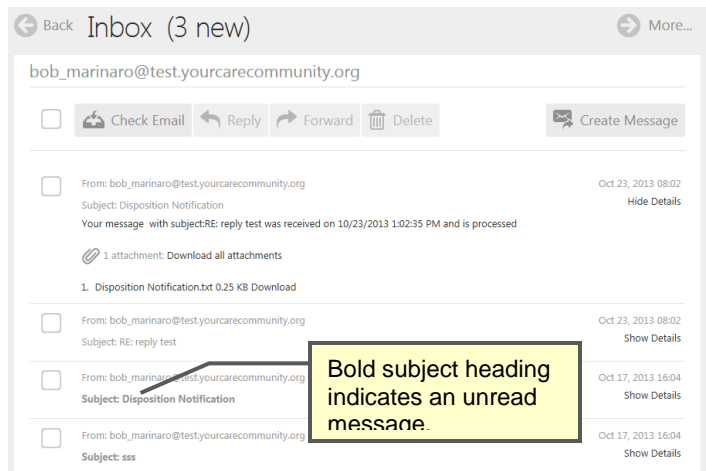 Back Inbox (3 new) More...
bob_marinaro@test.yourcarecommunity.org
Check Email Reply Forward Delete Create Message
From: bob_marinaro@test.yourcarecommunity.org Oct 23, 2013 08:02
Subject: Disposition Notification Hide Details
Your message with subject:RE: reply test was received on 10/23/2013 1:02:35 PM and is processed
1 attachment: Download all attachments
1. Disposition Notification.txt 0.25 KB Download
From: bob_marinaro@test.yourcarecommunity.org Oct 23, 2013 08:02
Subject: RE: reply test Show Details
From: bob_marinaro@test.yourcarecommunity.org Oct 17, 2013 16:04
Subject: Disposition Notification Show Details
Bold subject heading
indicates an unread
message.
From: bob_marinaro@test.yourcarecommunity.org Oct 17, 2013 16:04
Subject: sss Show Details